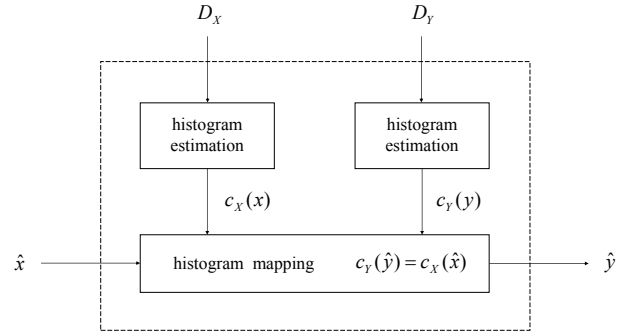 D_X D_Y
histogram estimation histogram estimation
c_X(x) c_Y(y)
x̂ histogram mapping c_Y(ŷ) = c_X(x̂) ŷ